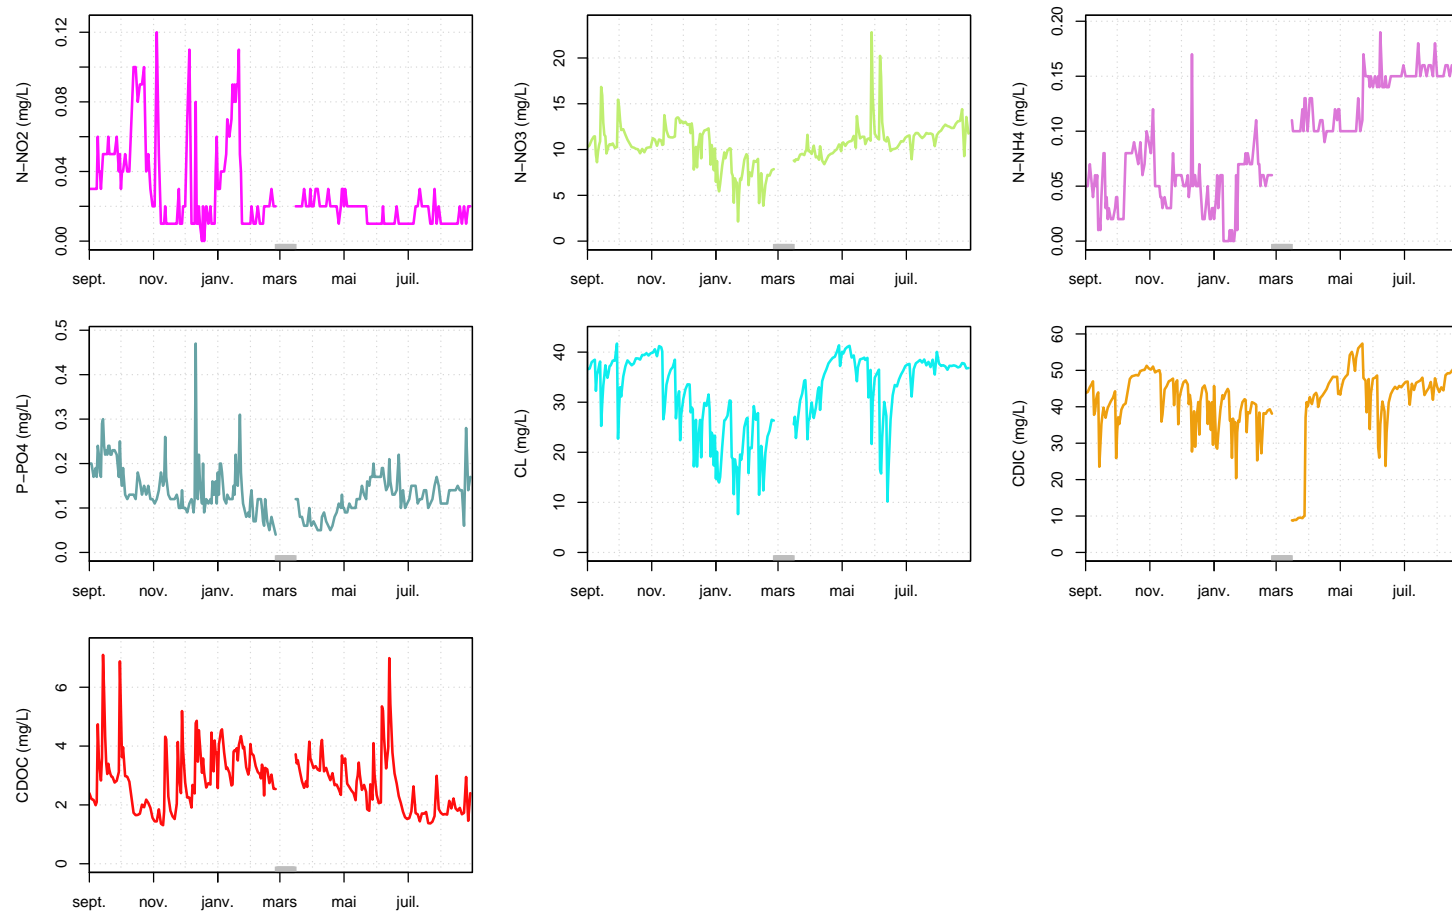 N−NO2 (mg/L)
0.00
0.04
0.08
0.12
sept.
nov.
janv.
mars
mai
juil.
N−NO3 (mg/L)
0
5
10
15
20
sept.
nov.
janv.
mars
mai
juil.
N−NH4 (mg/L)
0.00
0.05
0.10
0.15
0.20
sept.
nov.
janv.
mars
mai
juil.
P−PO4 (mg/L)
0.0
0.1
0.2
0.3
0.4
0.5
sept.
nov.
janv.
mars
mai
juil.
CL (mg/L)
0
10
20
30
40
sept.
nov.
janv.
mars
mai
juil.
CDIC (mg/L)
0
10
20
30
40
50
60
sept.
nov.
janv.
mars
mai
juil.
CDOC (mg/L)
0
2
4
6
sept.
nov.
janv.
mars
mai
juil.